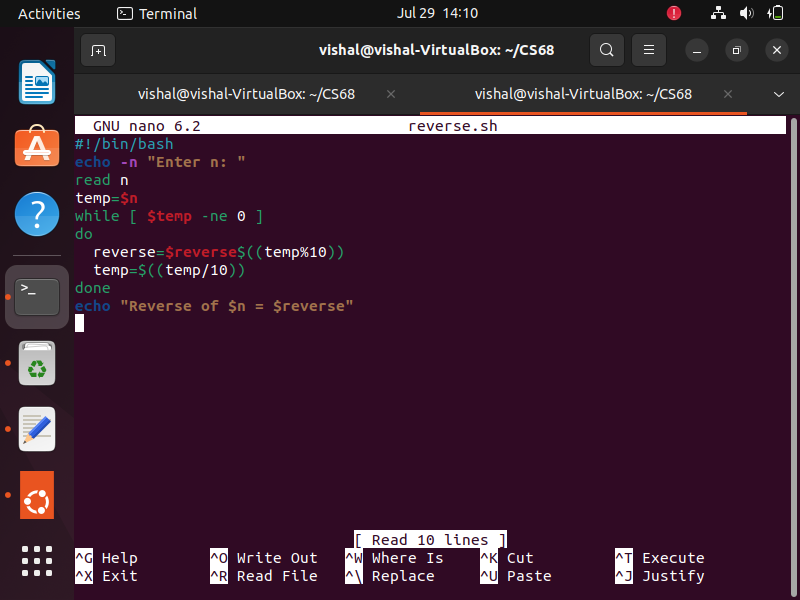 Activities
Terminal
Jul 29 14:10
vishal@vishal-VirtualBox: ~/CS68
vishal@vishal-VirtualBox: ~/CS68
vishal@vishal-VirtualBox: ~/CS68
GNU nano 6.2 reverse.sh
#!/bin/bash
echo -n "Enter n: "
read n
temp=$n
while [ $temp -ne 0 ]
do
  reverse=$reverse$((temp%10))
  temp=$((temp/10))
done
echo "Reverse of $n = $reverse"
[ Read 10 lines ]
^G Help ^O Write Out ^W Where Is ^K Cut ^T Execute
^X Exit ^R Read File ^\ Replace ^U Paste ^J Justify